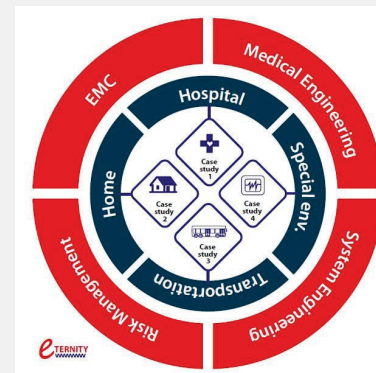 EMC
Medical Engineering
Hospital
Case
study
1
Home
Case
study
2
Case
study
4
Special env.
Case
study
3
Transportation
Risk Management
System Engineering
eTERNITY